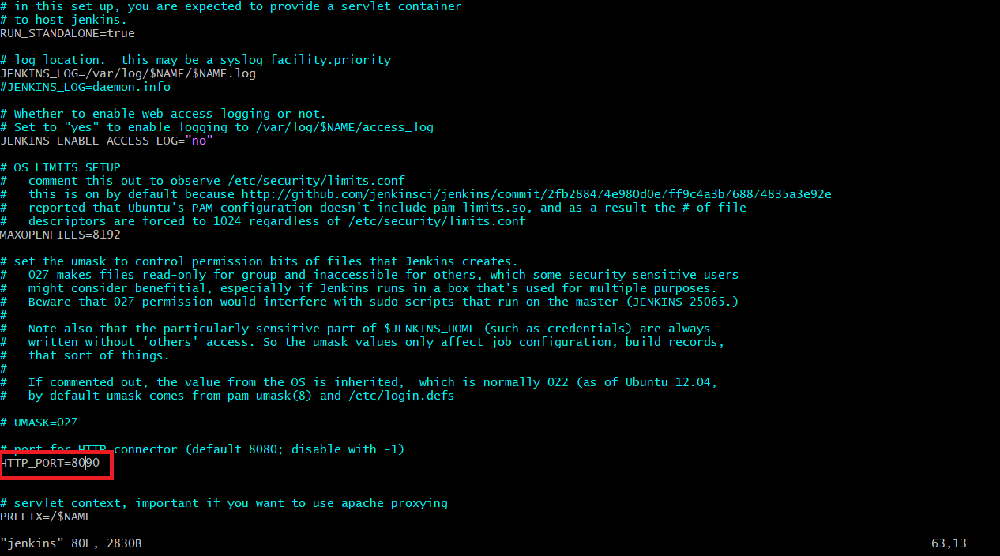 # in this set up, you are expected to provide a servlet container
# to host jenkins.
RUN_STANDALONE=true
# log location.  this may be a syslog facility.priority
JENKINS_LOG=/var/log/$NAME/$NAME.log
#JENKINS_LOG=daemon.info
# Whether to enable web access logging or not.
# Set to "yes" to enable logging to /var/log/$NAME/access_log
JENKINS_ENABLE_ACCESS_LOG="no"
# OS LIMITS SETUP
#   comment this out to observe /etc/security/limits.conf
#   this is on by default because http://github.com/jenkinsci/jenkins/commit/2fb288474e980d0e7ff9c4a3b768874835a3e92e
#   reported that Ubuntu's PAM configuration doesn't include pam_limits.so, and as a result the # of file
#   descriptors are forced to 1024 regardless of /etc/security/limits.conf
MAXOPENFILES=8192
# set the umask to control permission bits of files that Jenkins creates.
#   027 makes files read-only for group and inaccessible for others, which some security sensitive users
#   might consider benefitial, especially if Jenkins runs in a box that's used for multiple purposes.
#   Beware that 027 permission would interfere with sudo scripts that run on the master (JENKINS-25065.)
#
#   Note also that the particularly sensitive part of $JENKINS_HOME (such as credentials) are always
#   written without 'others' access. So the umask values only affect job configuration, build records,
#   that sort of things.
#
#   If commented out, the value from the OS is inherited,  which is normally 022 (as of Ubuntu 12.04,
#   by default umask comes from pam_umask(8) and /etc/login.defs
# UMASK=027
# port for HTTP connector (default 8080; disable with -1)
HTTP_PORT=8090
# servlet context, important if you want to use apache proxying
PREFIX=/$NAME
"jenkins" 80L, 2830B 63,13